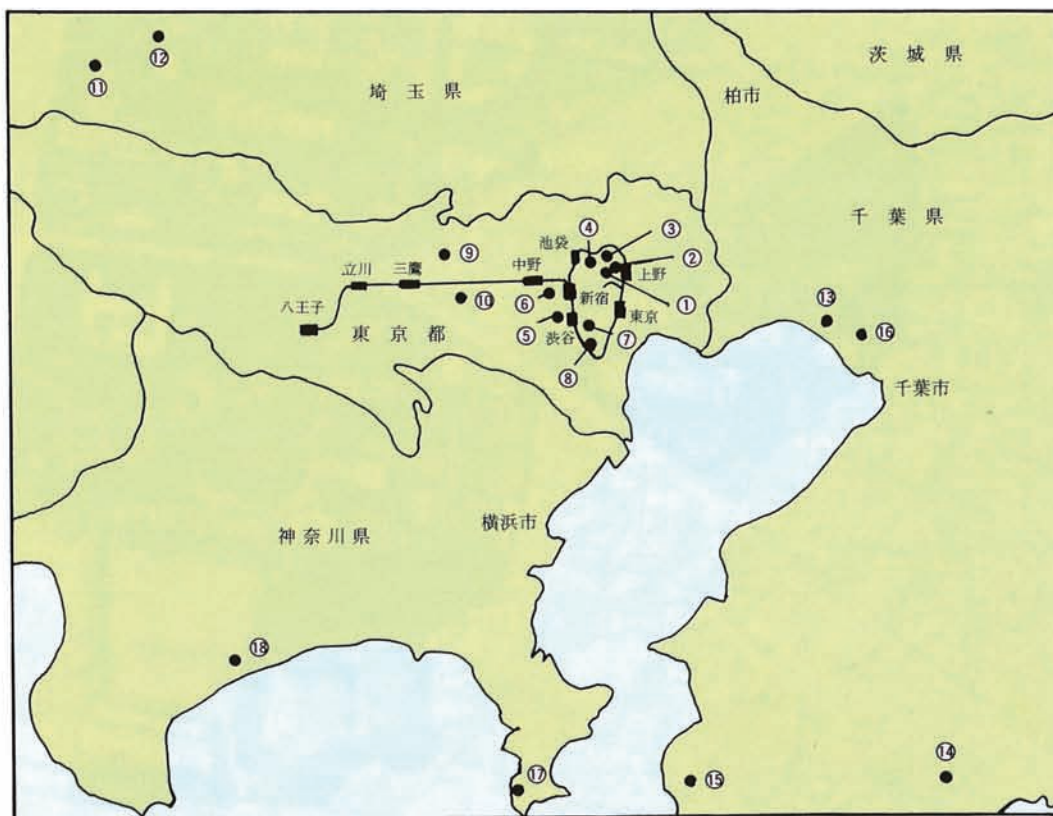 ⑫
⑪
埼玉県
茨城県
柏市
千葉県
池袋
④
③
⑨
中野
②
上野
立川
三鷹
①
八王子
⑩
⑥
新宿
⑬
東京
⑯
東京都
⑤
渋谷
⑦
⑧
千葉市
横浜市
神奈川県
⑱
⑰
⑮
⑭